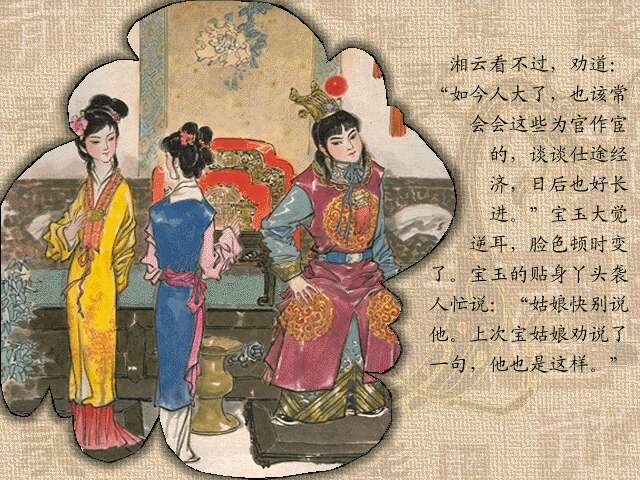 湘云看不过，劝道：
“如今人大了，也该常
会会这些为官作宦
的，谈谈仕途经
济，日后也好长
进。”宝玉大觉
逆耳，脸色顿时变
了。宝玉的贴身丫头袭
人忙说：“姑娘快别说
他。上次宝姑娘劝说了
一句，他也是这样。”